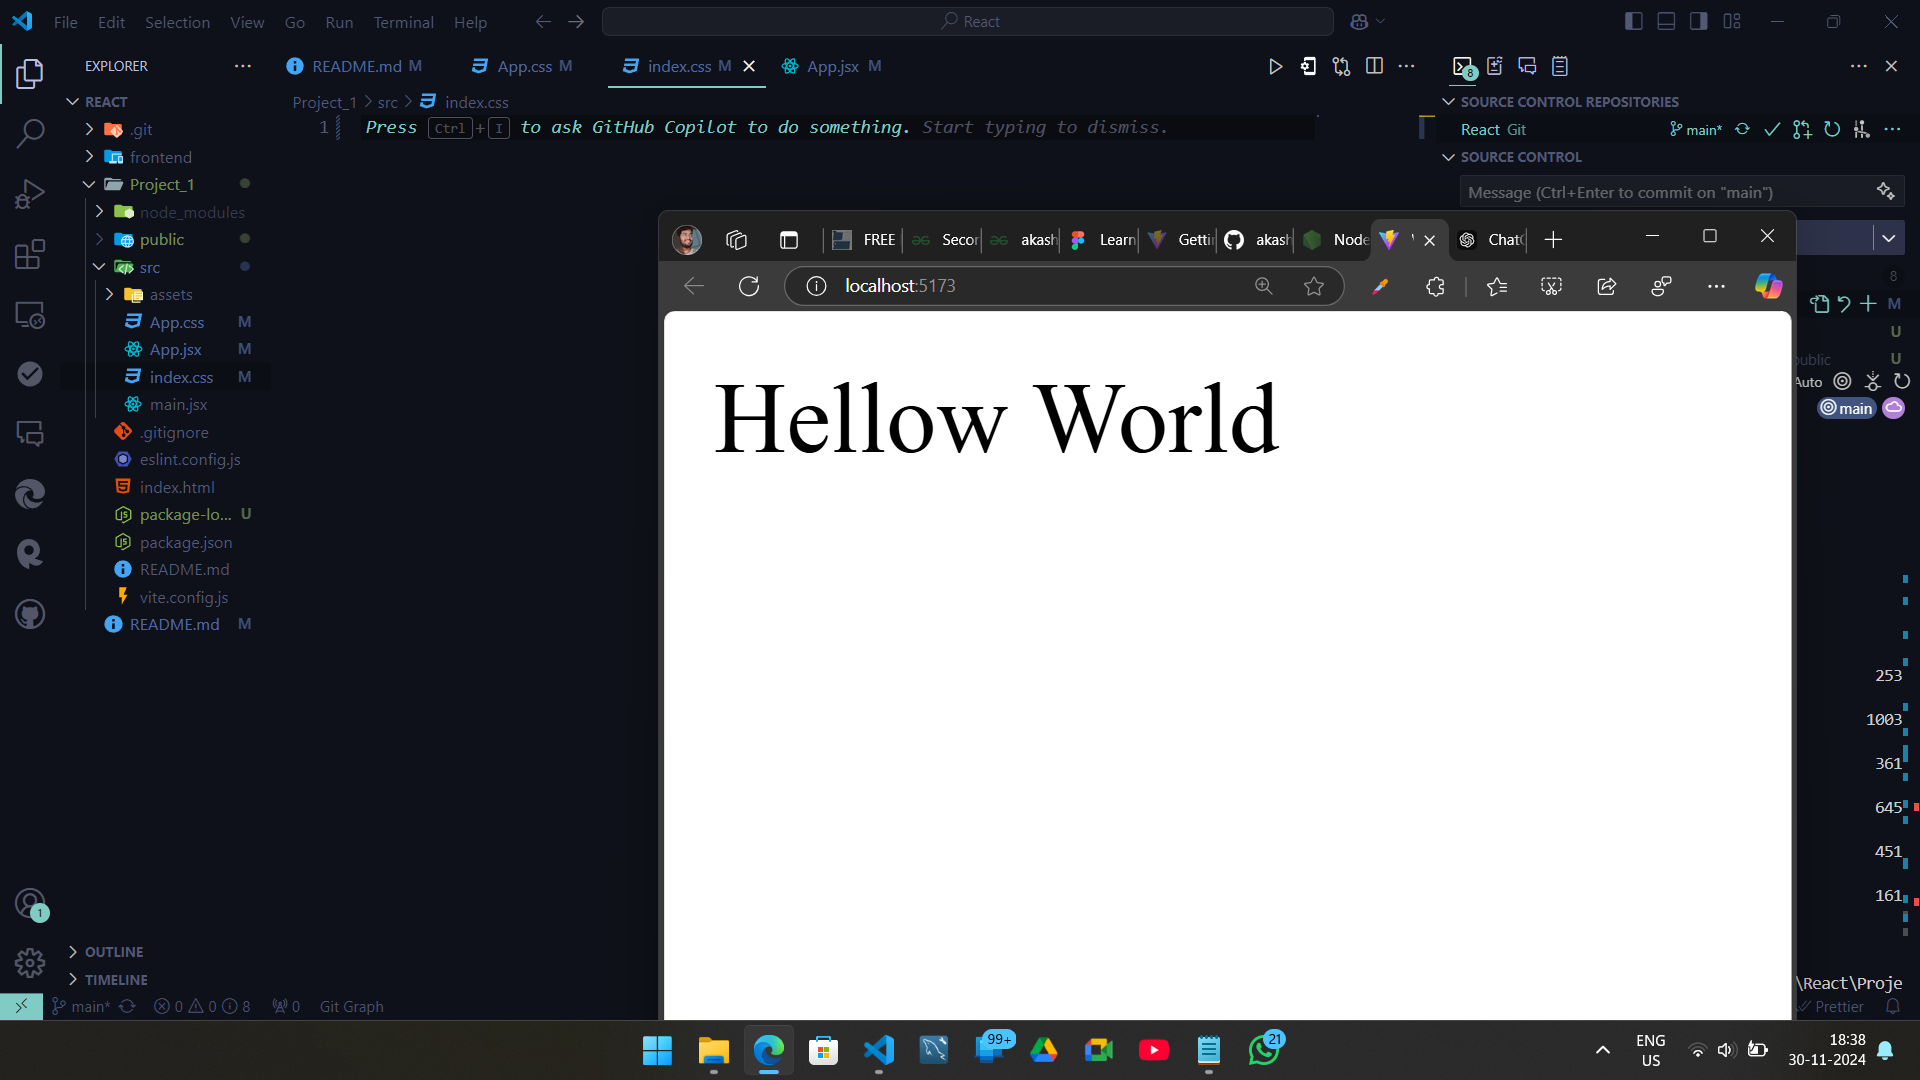 File Edit Selection View Go Run Terminal Help
React
EXPLORER
README.md M
App.css M
index.css M
App.jsx M
8
REACT
.git
frontend
Project_1
node_modules
public
src
assets
App.css M
App.jsx M
index.css M
main.jsx
.gitignore
eslint.config.js
index.html
package-lo... U
package.json
README.md
vite.config.js
README.md M
OUTLINE
TIMELINE
1
Project_1 src index.css
1 Press Ctrl + I to ask GitHub Copilot to do something. Start typing to dismiss.
SOURCE CONTROL REPOSITORIES
React Git main*
SOURCE CONTROL
Message (Ctrl+Enter to commit on "main")
8
M
U
public U
Auto
main
253
1003
361
645
451
161
\React\Proje
FREE Secor akash Learn Getti akash Node ChatG
localhost:5173
Hellow World
main* 0 0 8 0 Git Graph
Prettier
99+
21
ENG
US
18:38
30-11-2024